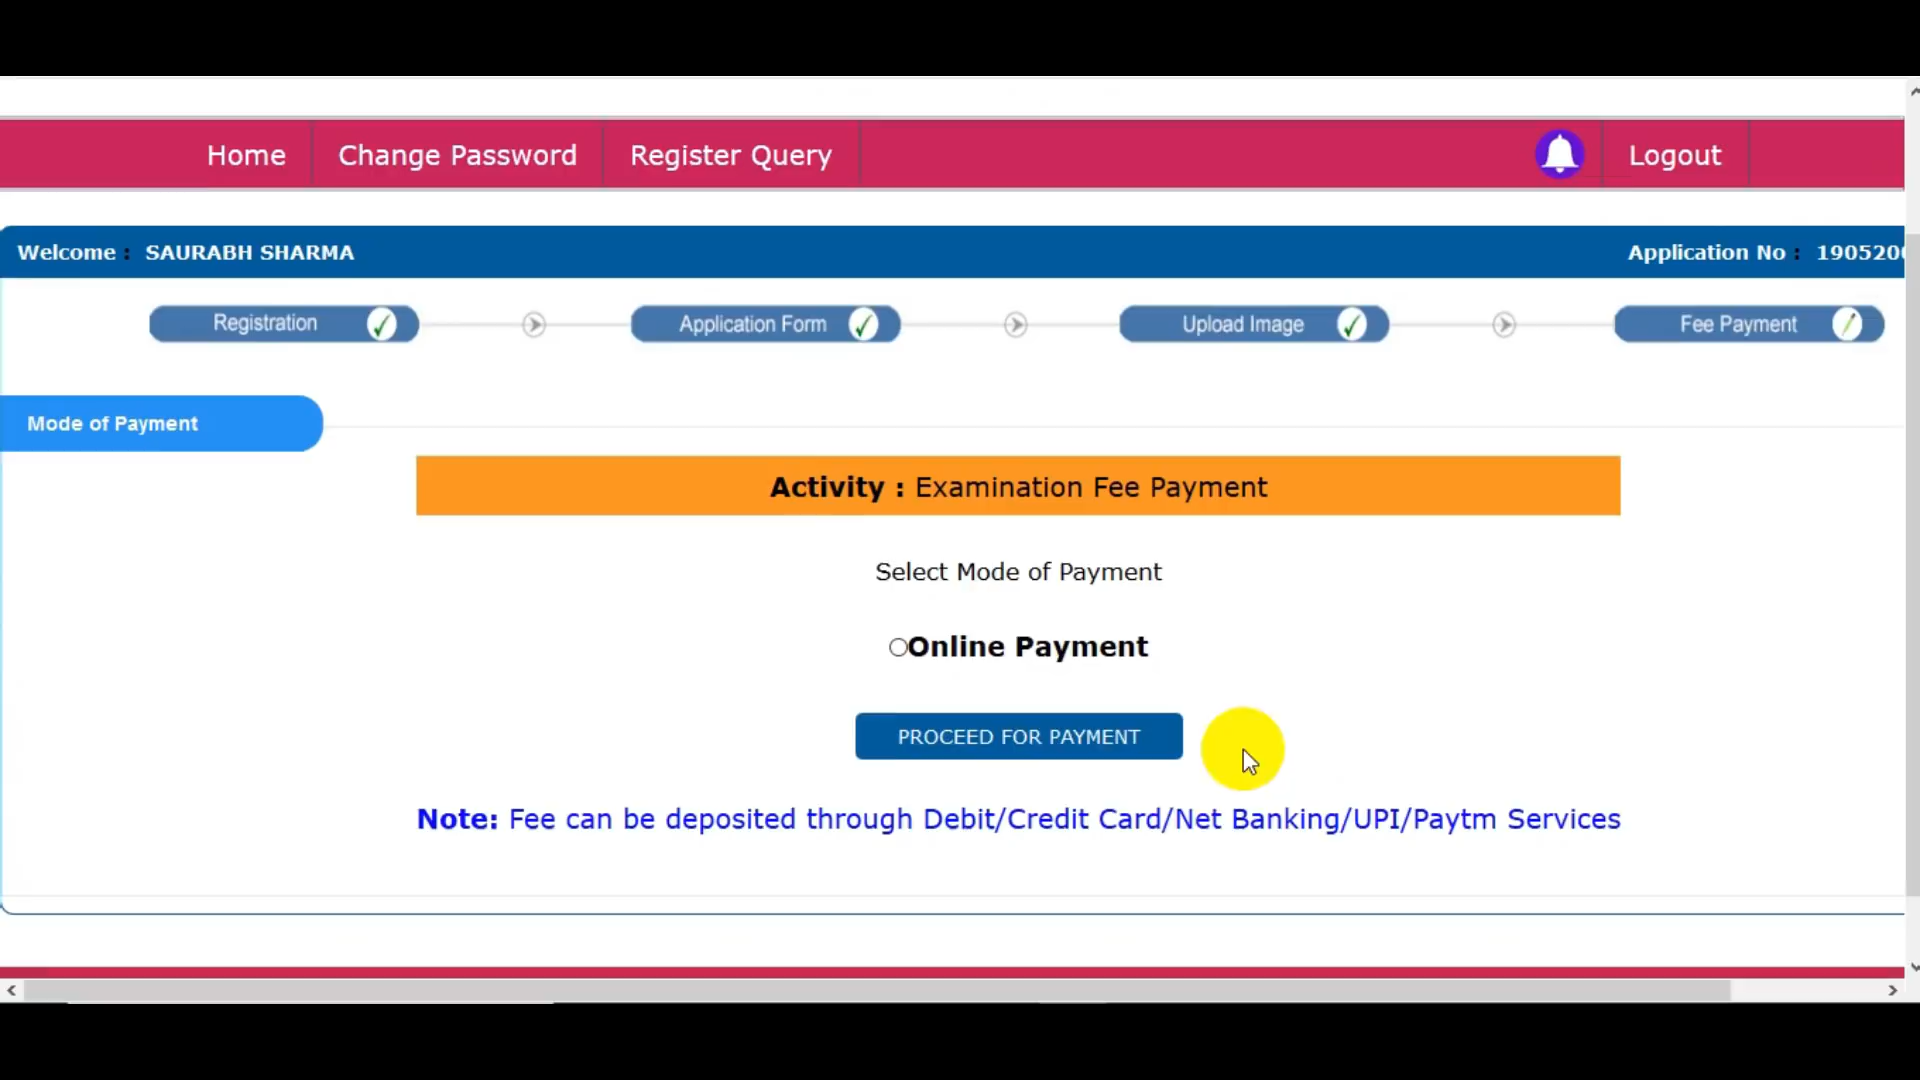 Home Change Password Register Query Logout
Welcome : SAURABH SHARMA Application No : 190520
Registration Application Form Upload Image Fee Payment
Mode of Payment
Activity : Examination Fee Payment
Select Mode of Payment
Online Payment
PROCEED FOR PAYMENT
Note: Fee can be deposited through Debit/Credit Card/Net Banking/UPI/Paytm Services